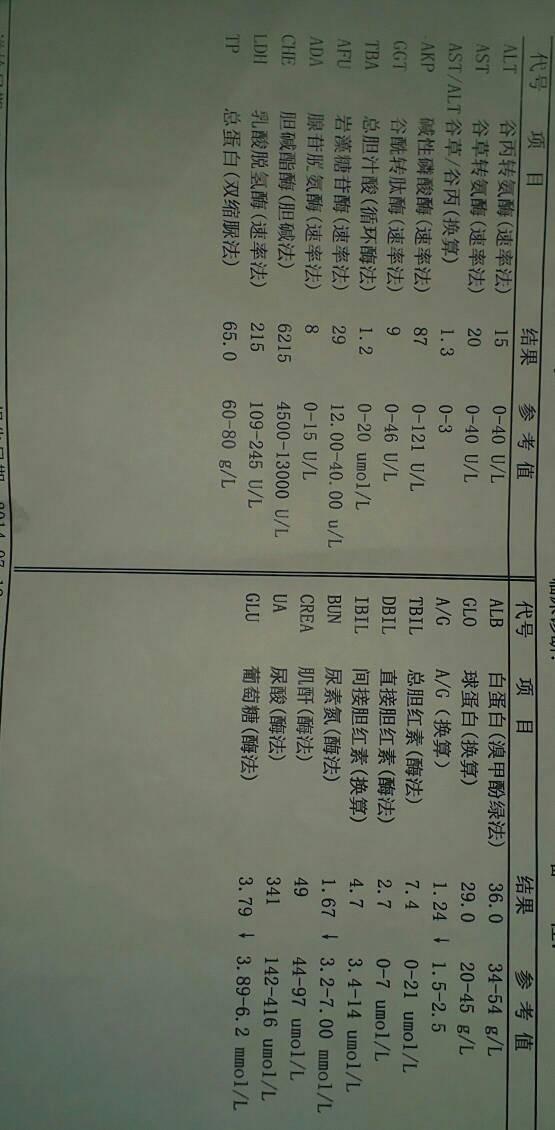 代号 项 目 结果 参 考 值
ALT 谷丙转氨酶(速率法) 15 0-40 U/L
AST 谷草转氨酶(速率法) 20 0-40 U/L
AST/ALT 谷草/谷丙(换算) 1.3 0-3
AKP 碱性磷酸酶(速率法) 87 0-121 U/L
GGT 谷酰转肽酶(速率法) 9 0-46 U/L
TBA 总胆汁酸(循环酶法) 1.2 0-20 umol/L
AFU 岩藻糖苷酶(速率法) 29 12.00-40.00 u/L
ADA 腺苷脱氨酶(速率法) 8 0-15 U/L
CHE 胆碱酯酶(胆碱法) 6215 4500-13000 U/L
LDH 乳酸脱氢酶(速率法) 215 109-245 U/L
TP 总蛋白(双缩脲法) 65.0 60-80 g/L
代号 项 目 结果 参 考 值
ALB 白蛋白(溴甲酚绿法) 36.0 34-54 g/L
GLO 球蛋白(换算) 29.0 20-45 g/L
A/G A/G (换算) 1.24 ↓ 1.5-2.5
TBIL 总胆红素(酶法) 7.4 0-21 umol/L
DBIL 直接胆红素(酶法) 2.7 0-7 umol/L
IBIL 间接胆红素(换算) 4.7 3.4-14 umol/L
BUN 尿素氮(酶法) 1.67 ↓ 3.2-7.00 mmol/L
CREA 肌酐(酶法) 49 44-97 umol/L
UA 尿酸(酶法) 341 142-416 umol/L
GLU 葡萄糖(酶法) 3.79 ↓ 3.89-6.2 mmol/L